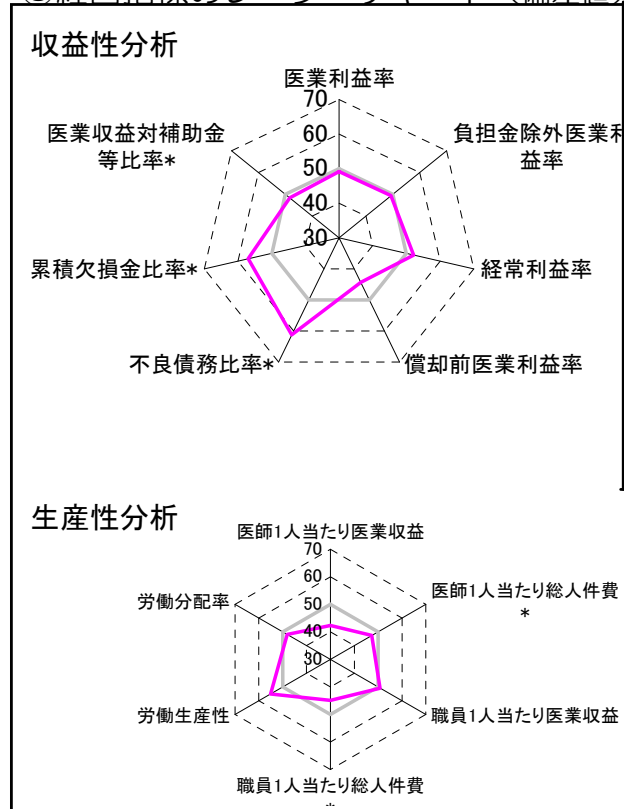 収益性分析
医業利益率
70
60
50
40
30
負担金除外医業利
益率
経常利益率
償却前医業利益率
不良債務比率*
累積欠損金比率*
医業収益対補助金
等比率*
生産性分析
医師1人当たり医業収益
70
60
50
40
30
医師1人当たり総人件費
*
職員1人当たり医業収益
職員1人当たり総人件費
労働生産性
労働分配率